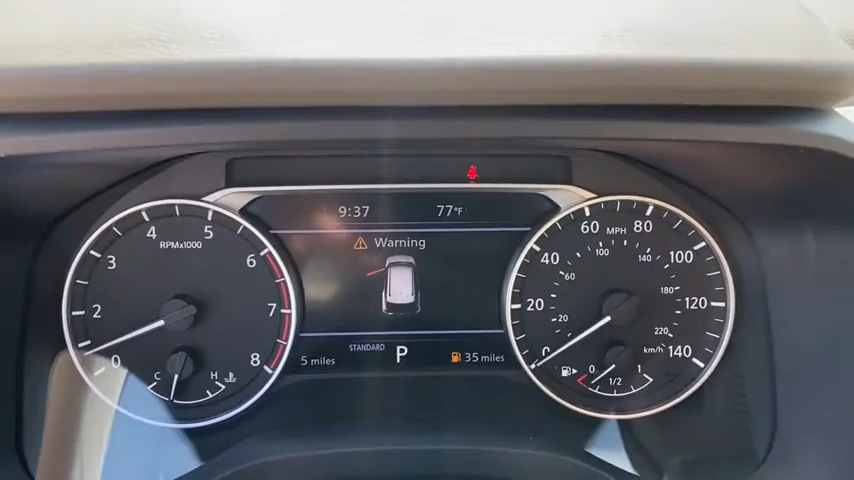 9:37 77°F
Warning
RPMx1000
0 1 2 3 4 5 6 7 8
C H
MPH
0 20 40 60 80 100 120 140
20 60 100 140 180 220
km/h
0 1/2 1
STANDARD
5 miles P 35 miles